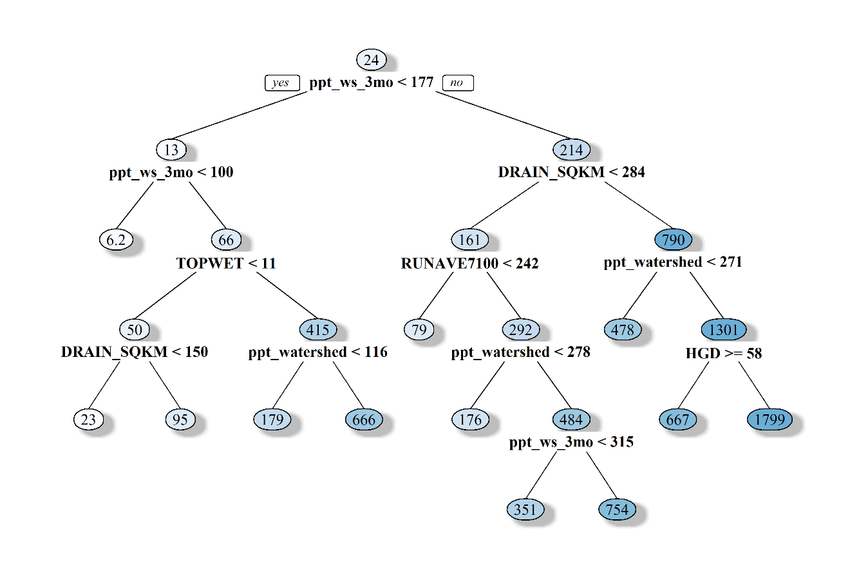 24
yes ppt_ws_3mo < 177 no
13 214
ppt_ws_3mo < 100 DRAIN_SQKM < 284
6.2 66 161 790
TOPWET < 11 RUNAVE7100 < 242 ppt_watershed < 271
50 415 79 292 478 1301
DRAIN_SQKM < 150 ppt_watershed < 116 ppt_watershed < 278 HGD >= 58
23 95 179 666 176 484 667 1799
ppt_ws_3mo < 315
351 754